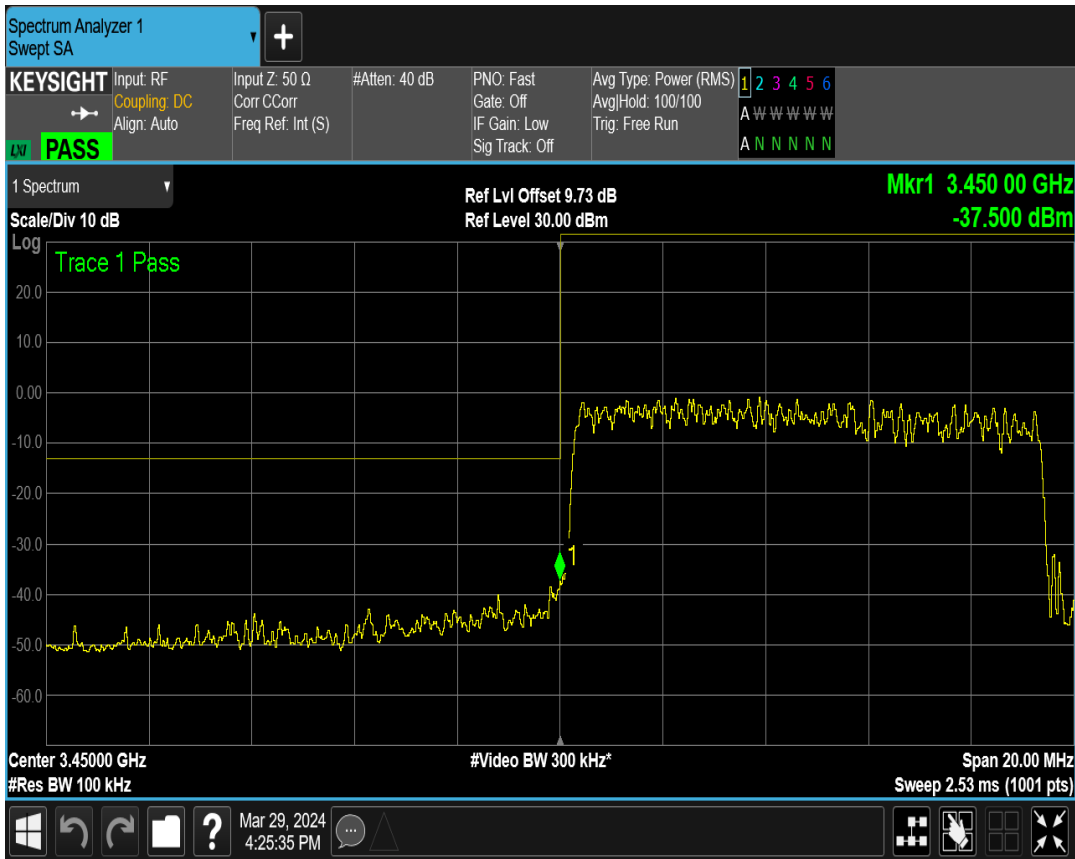 Spectrum Analyzer 1
Swept SA
+
KEYSIGHT
LXI
PASS
Input: RF
Coupling: DC
Align: Auto
Input Z: 50 Ω
Corr CCorr
Freq Ref: Int (S)
#Atten: 40 dB
PNO: Fast
Gate: Off
IF Gain: Low
Sig Track: Off
Avg Type: Power (RMS)
Avg|Hold: 100/100
Trig: Free Run
1 2 3 4 5 6
A W W W W W
A N N N N N
1 Spectrum
Scale/Div 10 dB
Ref Lvl Offset 9.73 dB
Ref Level 30.00 dBm
Mkr1 3.450 00 GHz
-37.500 dBm
Log
Trace 1 Pass
20.0
10.0
0.00
-10.0
-20.0
-30.0
1
-40.0
-50.0
-60.0
Center 3.45000 GHz
#Video BW 300 kHz*
Span 20.00 MHz
#Res BW 100 kHz
Sweep 2.53 ms (1001 pts)
?
Mar 29, 2024
4:25:35 PM